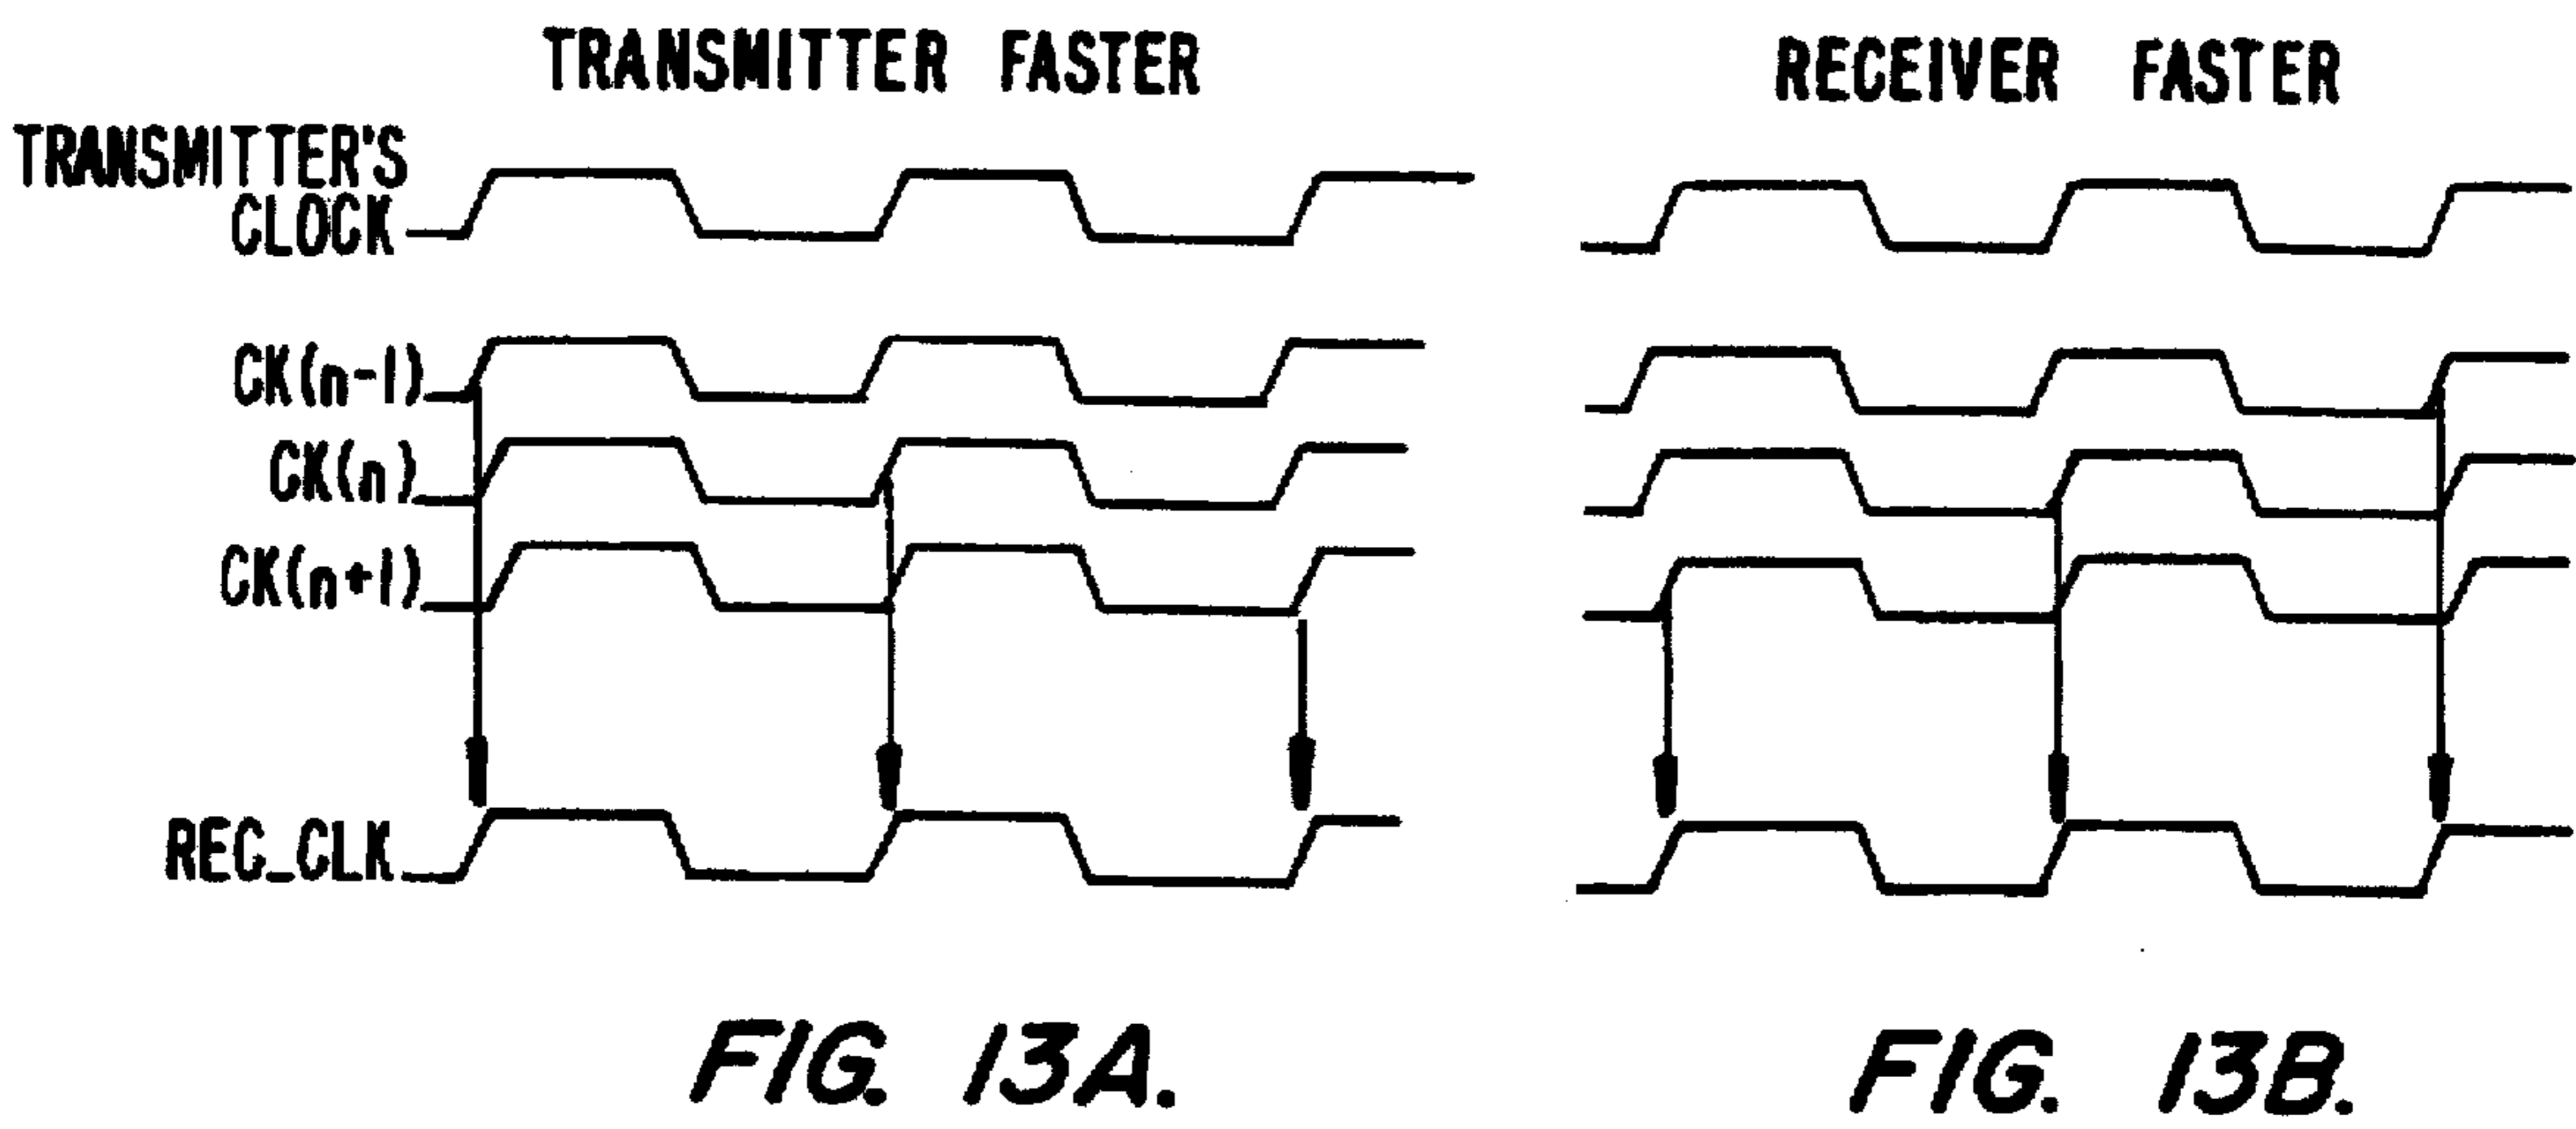 TRANSMITTER FASTER
RECEIVER FASTER
TRANSMITTER'S
CLOCK
CK(n-1)
CK(n)
CK(n+1)
REC_CLK
FIG. 13A.
FIG. 13B.